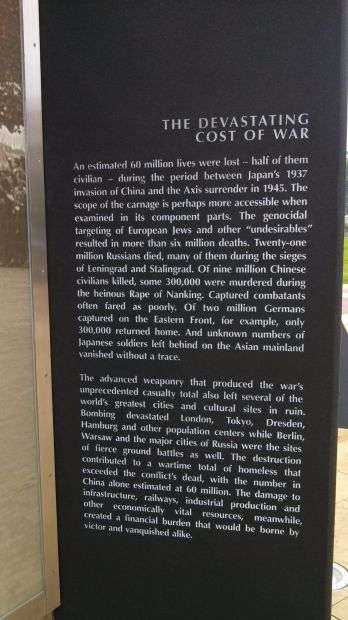 THE DEVASTATING
COST OF WAR
An estimated 60 million lives were lost – half of them
civilian – during the period between Japan's 1937
invasion of China and the Axis surrender in 1945. The
scope of the carnage is perhaps more accessible when
examined in its component parts. The genocidal
targeting of European Jews and other “undesirables”
resulted in more than six million deaths. Twenty-one
million Russians died, many of them during the sieges
of Leningrad and Stalingrad. Of nine million Chinese
civilians killed, some 300,000 were murdered during
the heinous Rape of Nanking. Captured combatants
often fared as poorly. Of two million Germans
captured on the Eastern Front, for example, only
300,000 returned home. And unknown numbers of
Japanese soldiers left behind on the Asian mainland
vanished without a trace.
The advanced weaponry that produced the war's
unprecedented casualty total also left several of the
world's greatest cities and cultural sites in ruin.
Bombing devastated London, Tokyo, Dresden,
Hamburg and other population centers while Berlin,
Warsaw and the major cities of Russia were the sites
of fierce ground battles as well. The destruction
contributed to a wartime total of homeless that
exceeded the conflict's dead, with the number in
China alone estimated at 60 million. The damage to
infrastructure, railways, industrial production and
other economically vital resources, meanwhile,
created a financial burden that would be borne by
victor and vanquished alike.